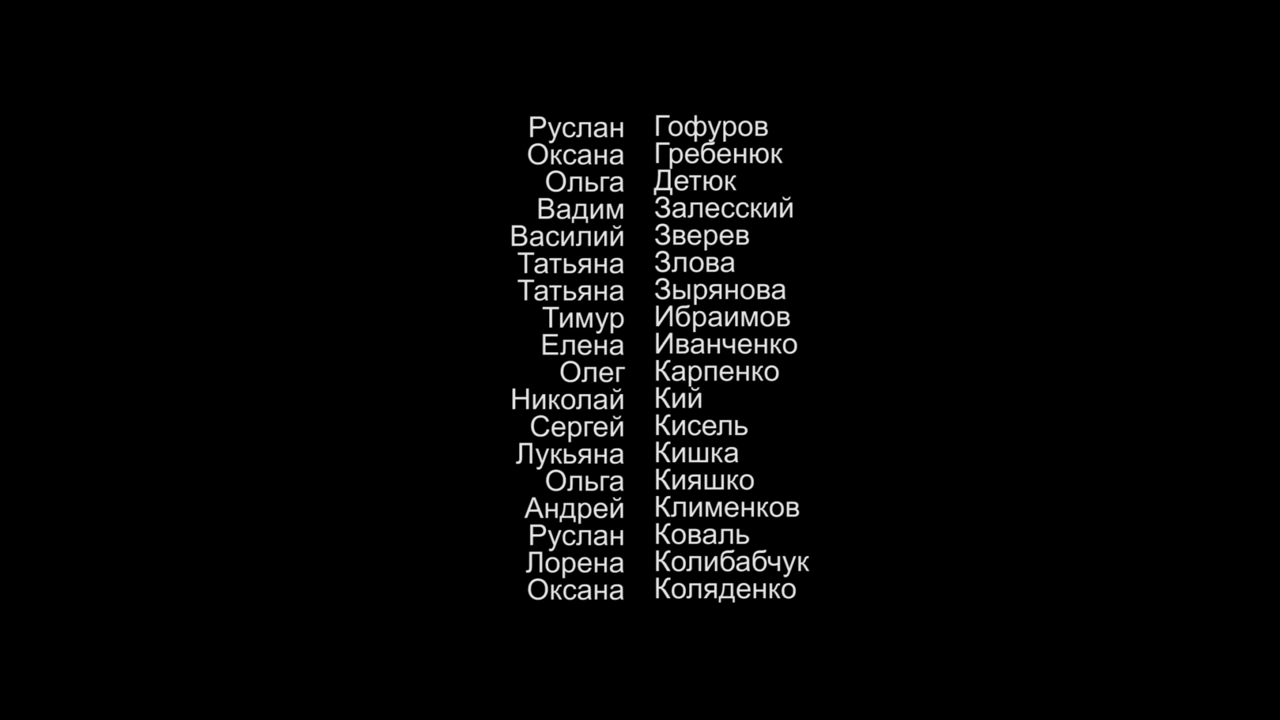 Руслан Гофуров
Оксана Гребенюк
Ольга Детюк
Вадим Залесский
Василий Зверев
Татьяна Злова
Татьяна Зырянова
Тимур Ибраимов
Елена Иванченко
Олег Карпенко
Николай Кий
Сергей Кисель
Лукьяна Кишка
Ольга Кияшко
Андрей Клименков
Руслан Коваль
Лорена Колибабчук
Оксана Коляденко